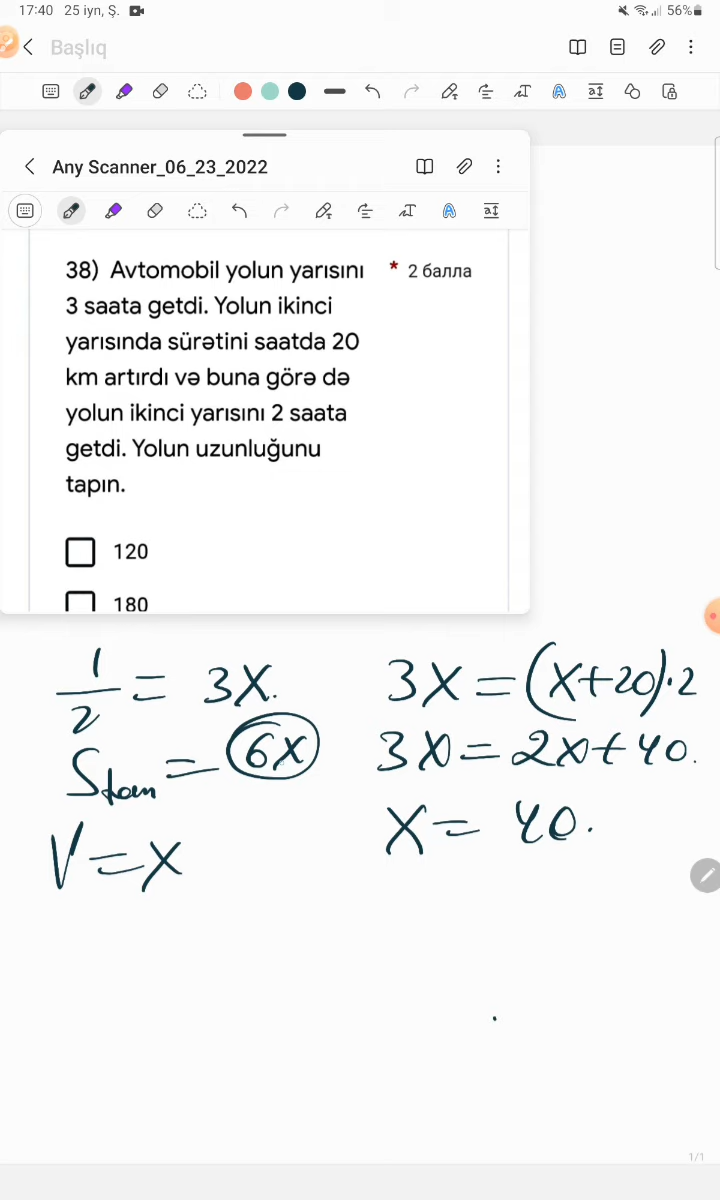 17:40 25 iyn, Ş. 56%
Başlıq
Any Scanner_06_23_2022
38) Avtomobil yolun yarısını * 2 балла
3 saata getdi. Yolun ikinci
yarısında sürətini saatda 20
km artırdı və buna görə də
yolun ikinci yarısını 2 saata
getdi. Yolun uzunluğunu
tapın.
120
180
1/2 = 3X.
Stam = 6X
V = X
3X = (X+20)·2
3X = 2X + 40.
X = 40.
1/1